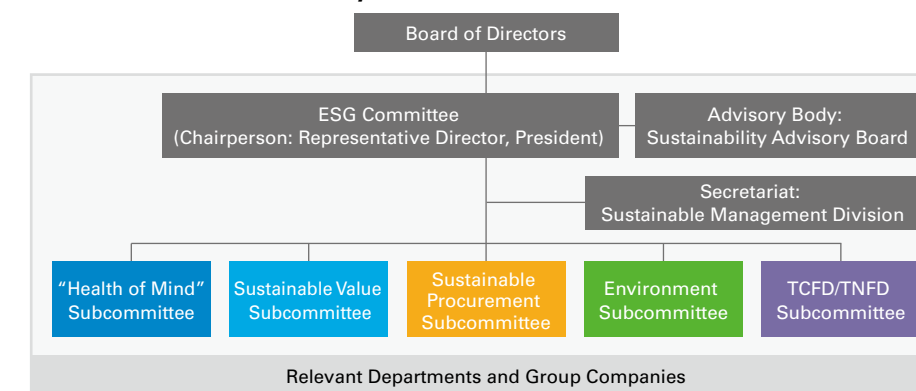 Board of Directors
ESG Committee
(Chairperson: Representative Director, President)
Advisory Body:
Sustainability Advisory Board
Secretariat:
Sustainable Management Division
“Health of Mind”
Subcommittee
Sustainable Value
Subcommittee
Sustainable
Procurement
Subcommittee
Environment
Subcommittee
TCFD/TNFD
Subcommittee
Relevant Departments and Group Companies